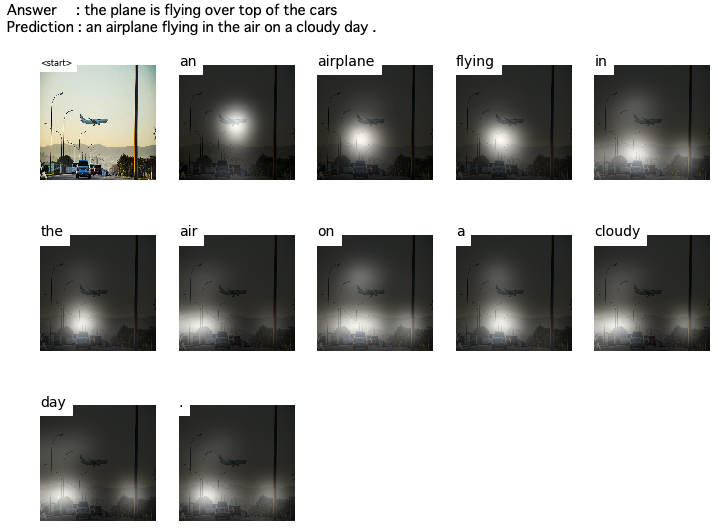 Answer : the plane is flying over top of the cars
Prediction : an airplane flying in the air on a cloudy day .
<start> an airplane flying in
the air on a cloudy
day .